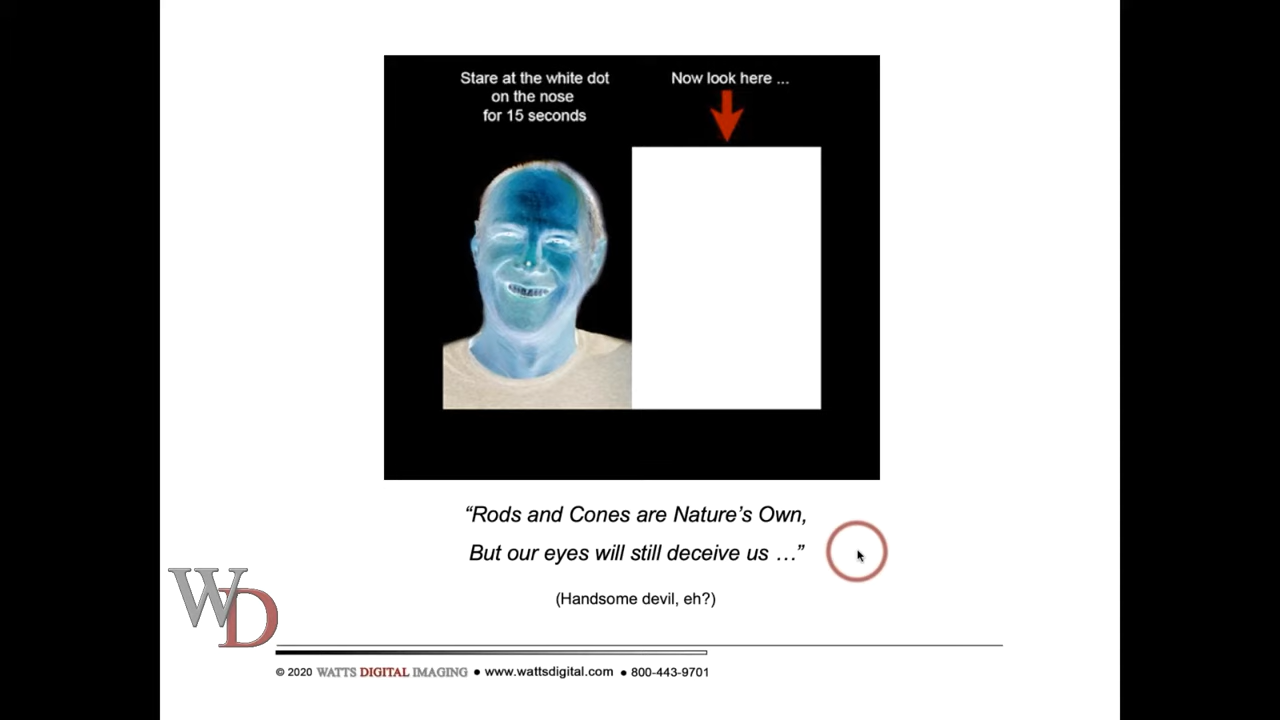 Stare at the white dot
on the nose
for 15 seconds
Now look here ...
“Rods and Cones are Nature’s Own,
But our eyes will still deceive us …”
(Handsome devil, eh?)
WD
© 2020 WATTS DIGITAL IMAGING ● www.wattsdigital.com ● 800-443-9701